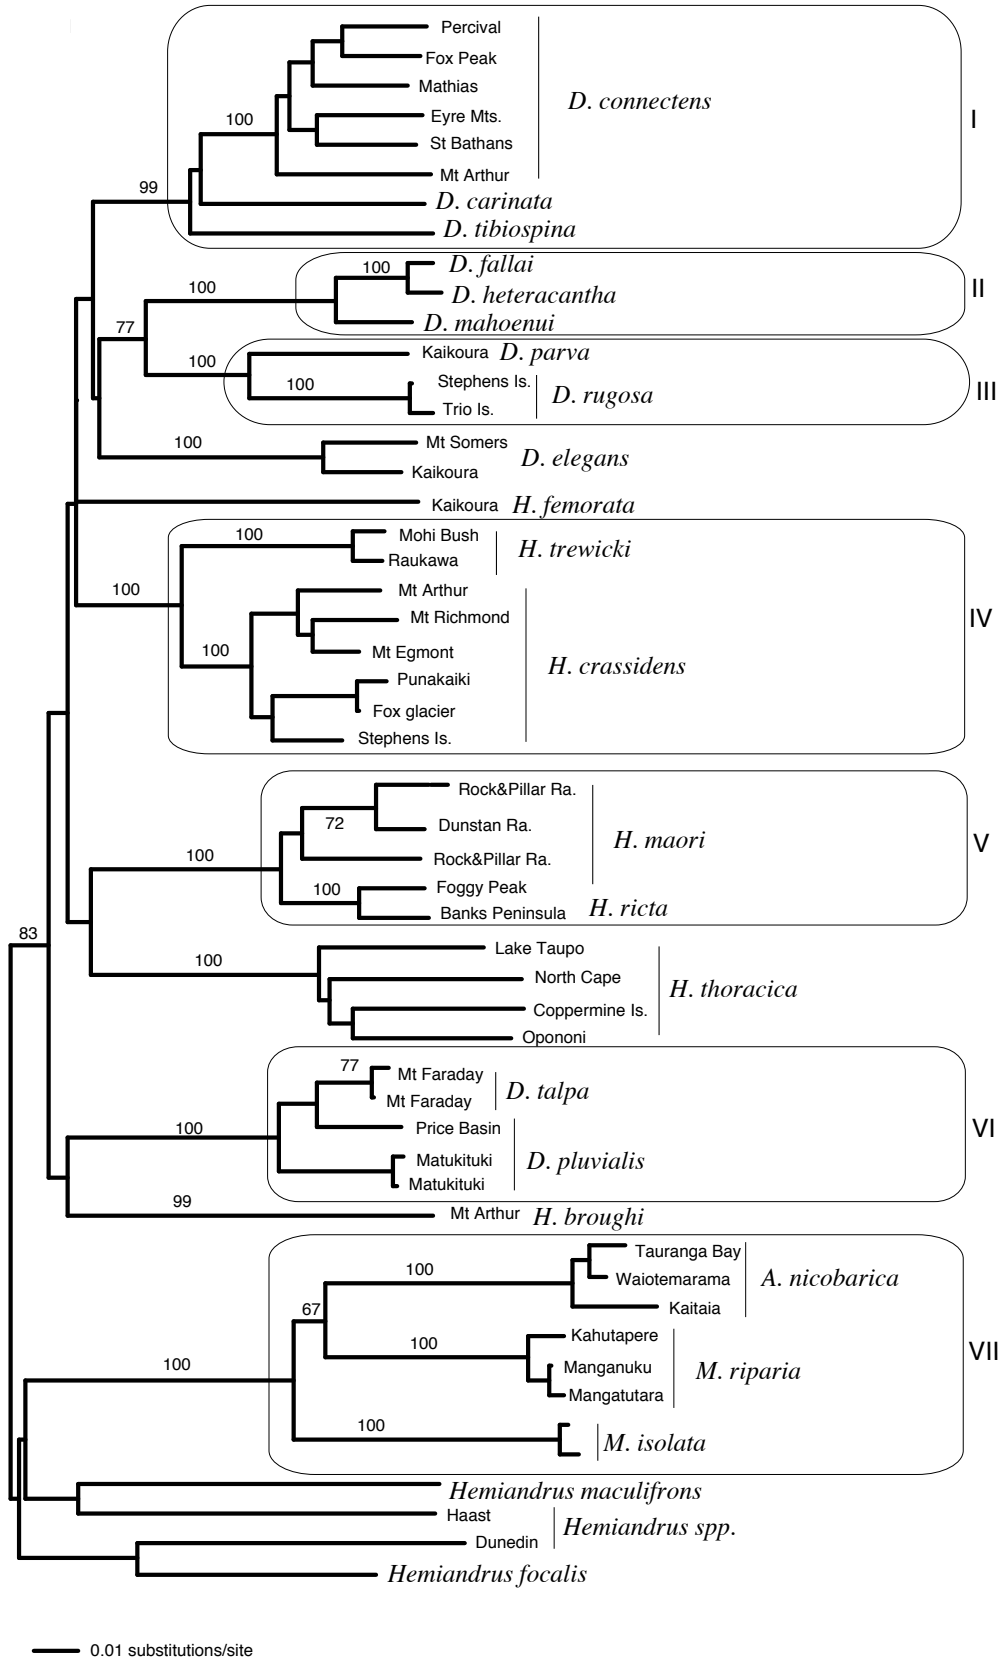 Percival
Fox Peak
Mathias
D. connectens
Eyre Mts.
I
100
St Bathans
Mt Arthur
99
D. carinata
D. tibiospina
100
D. fallai
100
D. heteracantha
II
D. mahoenui
77
Kaikoura D. parva
100
Stephens Is.
100
D. rugosa
III
Trio Is.
Mt Somers
100
D. elegans
Kaikoura
Kaikoura H. femorata
Mohi Bush
100
H. trewicki
Raukawa
100
Mt Arthur
Mt Richmond
IV
100
Mt Egmont
H. crassidens
Punakaiki
Fox glacier
Stephens Is.
Rock&Pillar Ra.
72
Dunstan Ra.
H. maori
V
100
Rock&Pillar Ra.
100
Foggy Peak
Banks Peninsula H. ricta
83
Lake Taupo
100
North Cape
H. thoracica
Coppermine Is.
Opononi
77
Mt Faraday
D. talpa
Mt Faraday
100
Price Basin
VI
Matukituki
D. pluvialis
Matukituki
99
Mt Arthur H. broughi
Tauranga Bay
100
Waiotemarama
A. nicobarica
67
Kaitaia
Kahutapere
100
VII
100
Manganuku
M. riparia
Mangatutara
100
M. isolata
Hemiandrus maculifrons
Haast
Hemiandrus spp.
Dunedin
Hemiandrus focalis
0.01 substitutions/site